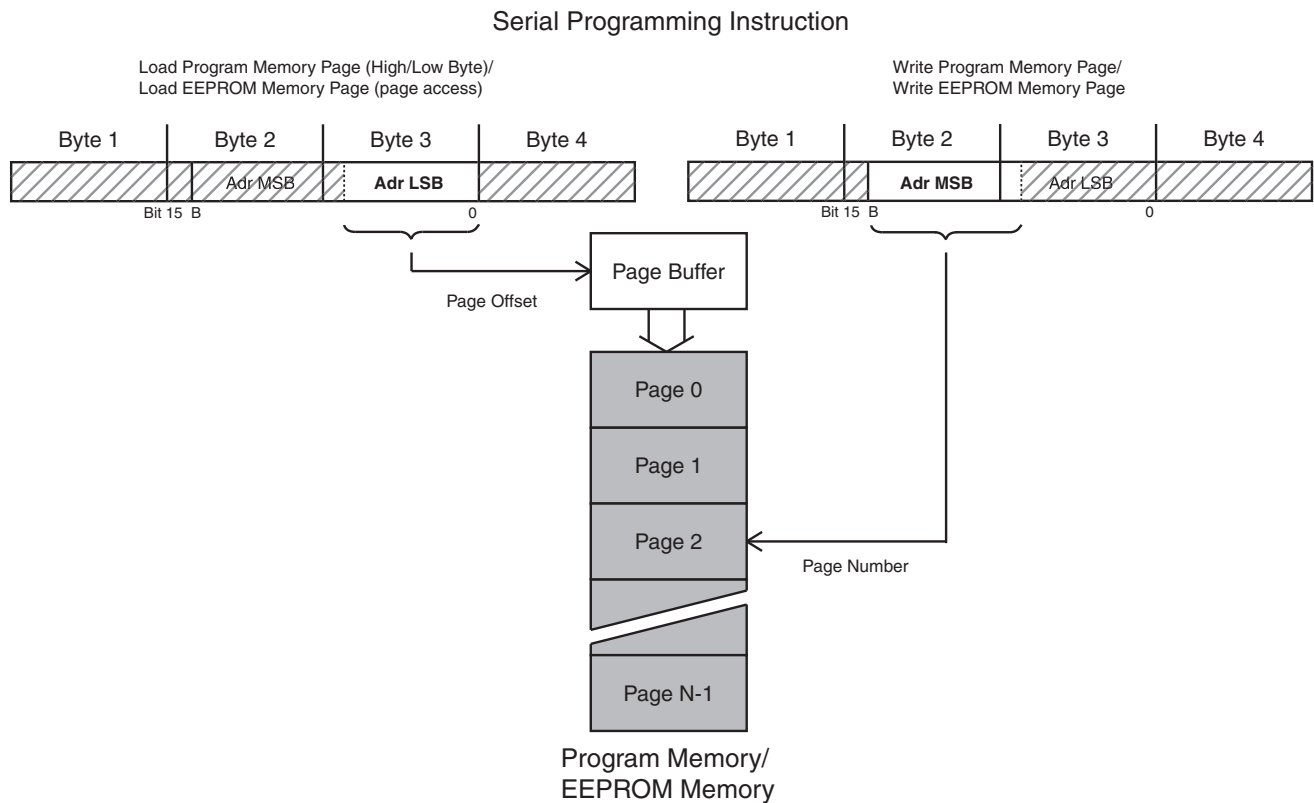 Serial Programming Instruction
Load Program Memory Page (High/Low Byte)/
Load EEPROM Memory Page (page access)
Write Program Memory Page/
Write EEPROM Memory Page
Byte 1 Byte 2 Byte 3 Byte 4
Byte 1 Byte 2 Byte 3 Byte 4
Adr MSB Adr LSB
Adr MSB Adr LSB
Bit 15 B 0
Bit 15 B 0
Page Buffer
Page Offset
Page 0
Page 1
Page 2
Page Number
Page N-1
Program Memory/
EEPROM Memory